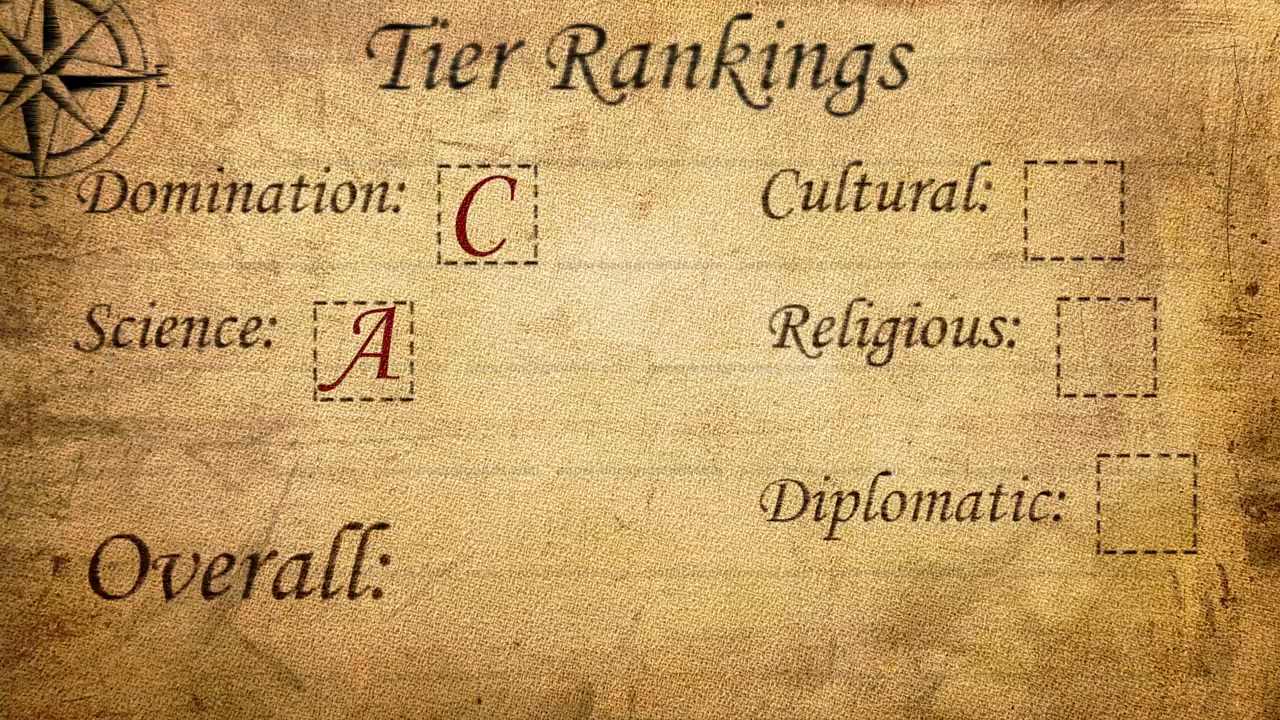 Tier Rankings
Domination: C
Cultural:
Science: A
Religious:
Diplomatic:
Overall: